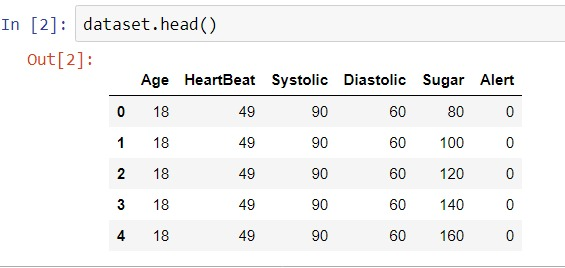 In [2]: dataset.head()
Out[2]:
Age HeartBeat Systolic Diastolic Sugar Alert
0 18 49 90 60 80 0
1 18 49 90 60 100 0
2 18 49 90 60 120 0
3 18 49 90 60 140 0
4 18 49 90 60 160 0